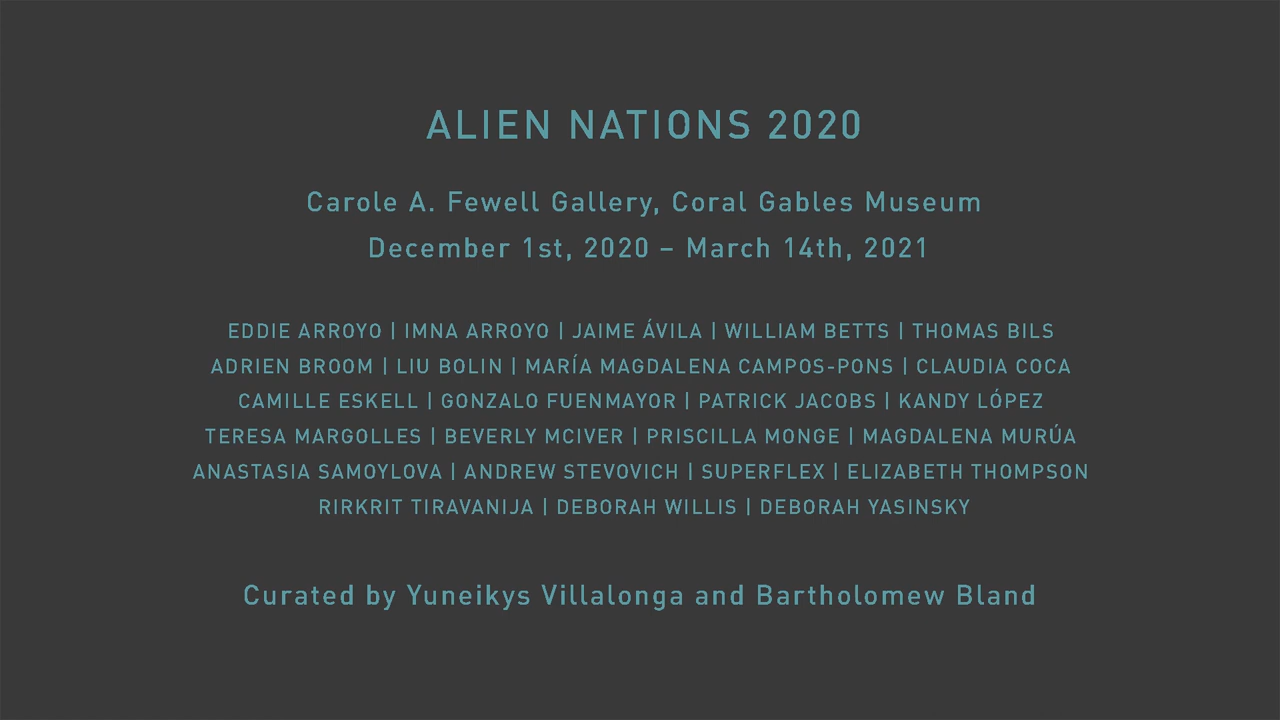 ALIEN NATIONS 2020
Carole A. Fewell Gallery, Coral Gables Museum
December 1st, 2020 – March 14th, 2021
EDDIE ARROYO | IMNA ARROYO | JAIME ÁVILA | WILLIAM BETTS | THOMAS BILS
ADRIEN BROOM | LIU BOLIN | MARÍA MAGDALENA CAMPOS-PONS | CLAUDIA COCA
CAMILLE ESKELL | GONZALO FUENMAYOR | PATRICK JACOBS | KANDY LÓPEZ
TERESA MARGOLLES | BEVERLY MCIVER | PRISCILLA MONGE | MAGDALENA MURÚA
ANASTASIA SAMOYLOVA | ANDREW STEVOVICH | SUPERFLEX | ELIZABETH THOMPSON
RIRKRIT TIRAVANIJA | DEBORAH WILLIS | DEBORAH YASINSKY
Curated by Yuneikys Villalonga and Bartholomew Bland